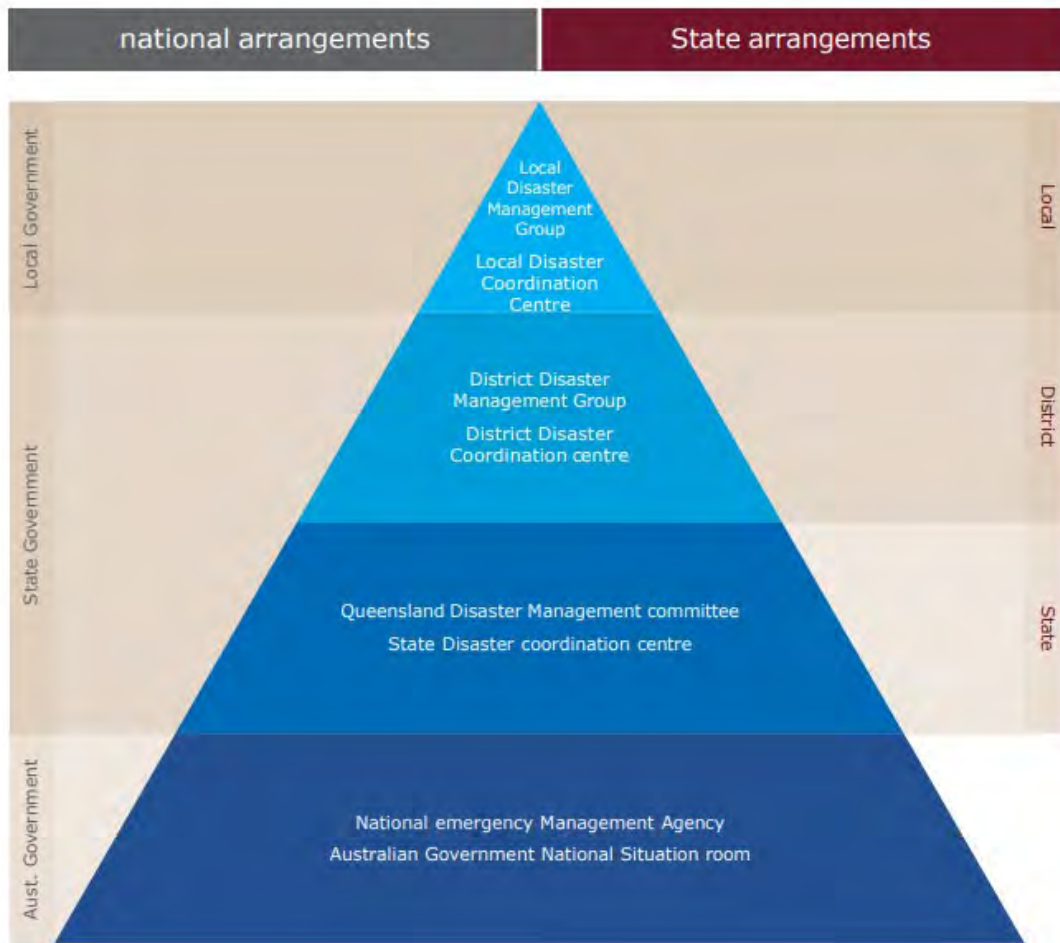 national arrangements
State arrangements
Local Government
Local
Disaster
Management
Group
Local Disaster
Coordination
Centre
Local
State Government
District Disaster
Management Group
District Disaster
Coordination centre
District
Queensland Disaster Management committee
State Disaster coordination centre
State
Aust. Government
National emergency Management Agency
Australian Government National Situation room